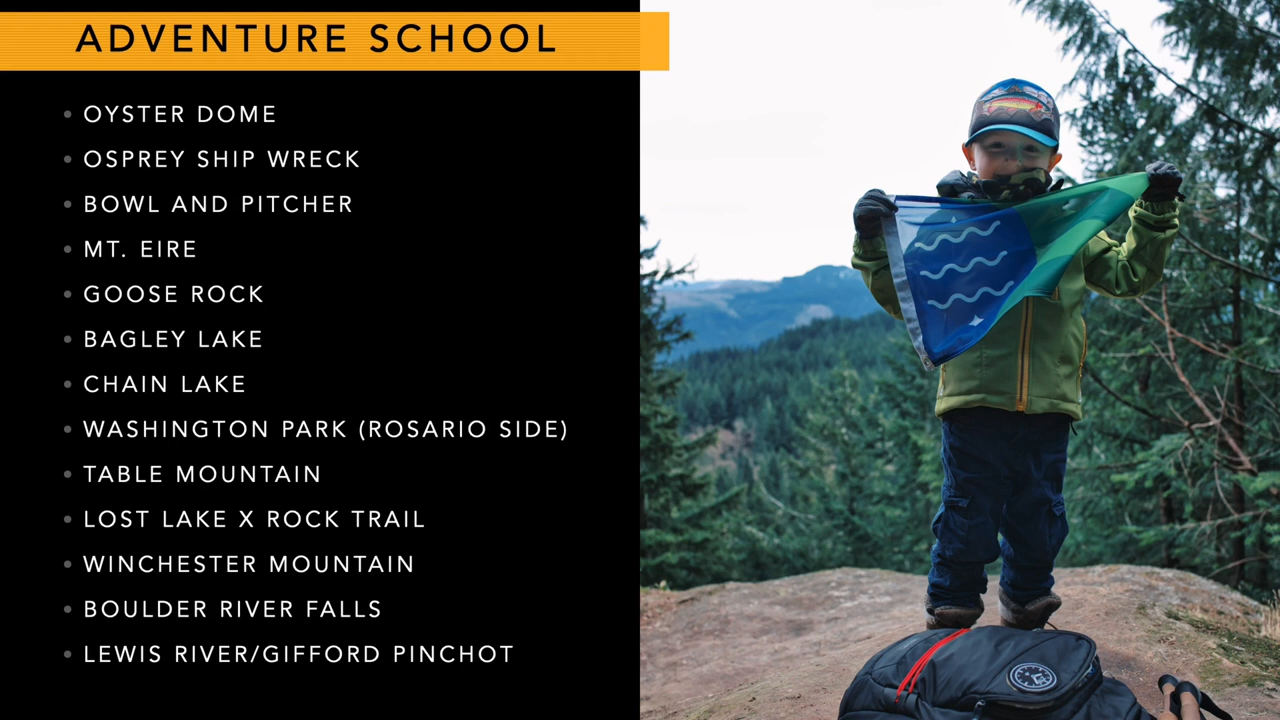 ADVENTURE SCHOOL
• OYSTER DOME
• OSPREY SHIP WRECK
• BOWL AND PITCHER
• MT. EIRE
• GOOSE ROCK
• BAGLEY LAKE
• CHAIN LAKE
• WASHINGTON PARK (ROSARIO SIDE)
• TABLE MOUNTAIN
• LOST LAKE X ROCK TRAIL
• WINCHESTER MOUNTAIN
• BOULDER RIVER FALLS
• LEWIS RIVER/GIFFORD PINCHOT